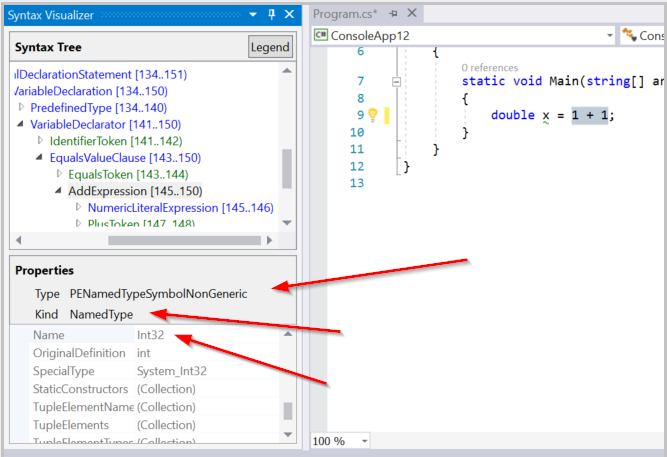 Syntax Visualizer
Syntax Tree
Legend
lDeclarationStatement [134..151)
VariableDeclaration [134..150)
PredefinedType [134..140)
VariableDeclarator [141..150)
IdentifierToken [141..142)
EqualsValueClause [143..150)
EqualsToken [143..144)
AddExpression [145..150)
NumericLiteralExpression [145..146)
PlusToken [147..148)
Properties
Type PENamedTypeSymbolNonGeneric
Kind NamedType
Name Int32
OriginalDefinition int
SpecialType System_Int32
StaticConstructors (Collection)
TupleElementName (Collection)
TupleElements (Collection)
TupleElementTypes (Collection)
Program.cs*
C# ConsoleApp12
Cons
6 {
0 references
7 static void Main(string[] ar
8 {
9 double x = 1 + 1;
10 }
11 }
12 }
13
100 %